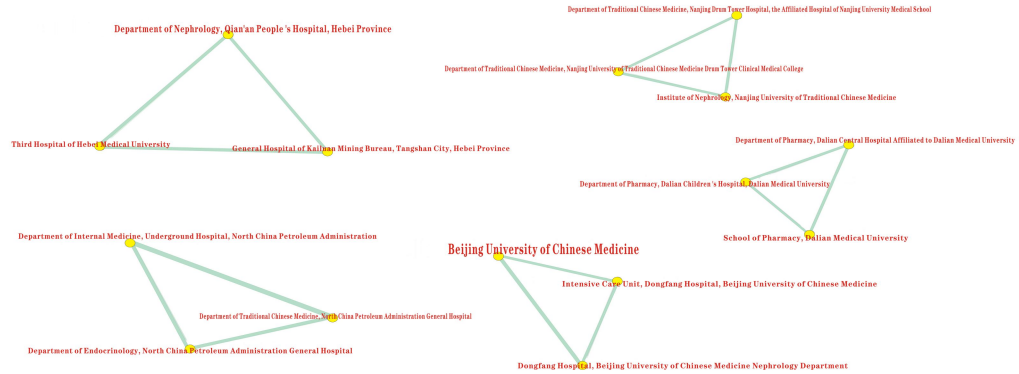 Department of Traditional Chinese Medicine, Nanjing Drum Tower Hospital, the Affiliated Hospital of Nanjing University Medical School
Department of Nephrology, Qian'an People 's Hospital, Hebei Province
Department of Traditional Chinese Medicine, Nanjing University of Traditional Chinese Medicine Drum Tower Clinical Medical College
Institute of Nephrology, Nanjing University of Traditional Chinese Medicine
Third Hospital of Hebei Medical University
General Hospital of Kailuan Mining Bureau, Tangshan City, Hebei Province
Department of Pharmacy, Dalian Central Hospital Affiliated to Dalian Medical University
Department of Pharmacy, Dalian Children 's Hospital, Dalian Medical University
School of Pharmacy, Dalian Medical University
Department of Internal Medicine, Underground Hospital, North China Petroleum Administration
Beijing University of Chinese Medicine
Intensive Care Unit, Dongfang Hospital, Beijing University of Chinese Medicine
Department of Traditional Chinese Medicine, North China Petroleum Administration General Hospital
Department of Endocrinology, North China Petroleum Administration General Hospital
Dongfang Hospital, Beijing University of Chinese Medicine Nephrology Department